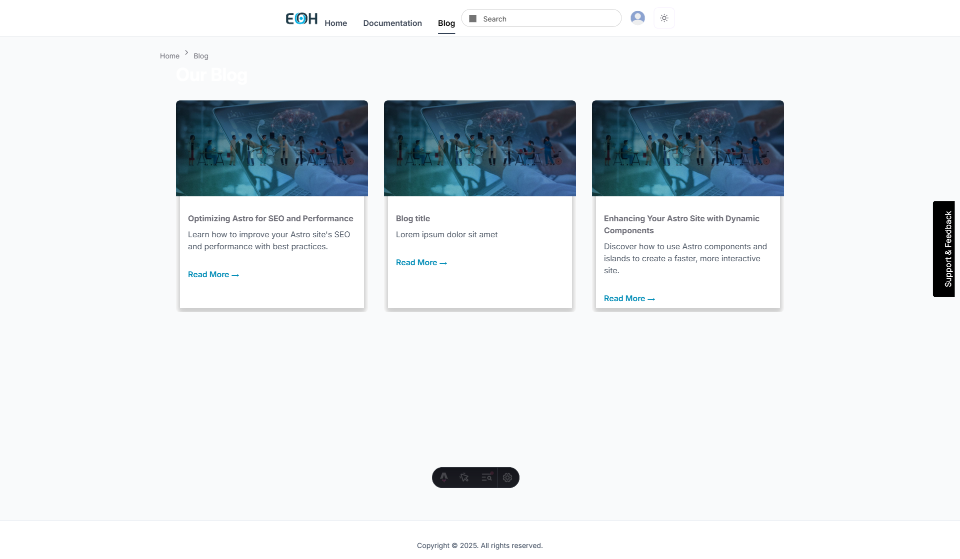 EOH
Home
Documentation
Blog
Search
Home > Blog
Our Blog
Optimizing Astro for SEO and Performance
Learn how to improve your Astro site's SEO
and performance with best practices.
Read More →
Blog title
Lorem ipsum dolor sit amet
Read More →
Enhancing Your Astro Site with Dynamic
Components
Discover how to use Astro components and
islands to create a faster, more interactive
site.
Read More →
Support & Feedback
Copyright © 2025. All rights reserved.